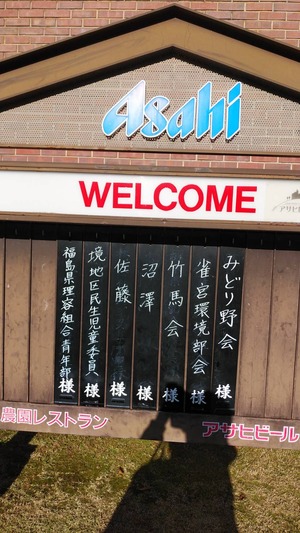 Asahi
WELCOME
みどり野会 様
雀宮環境部会 様
竹馬会 様
沼澤 様
佐藤 様
境地区民生児童委員 様
福島県理容組合青年部 様
農園レストラン
アサヒビール